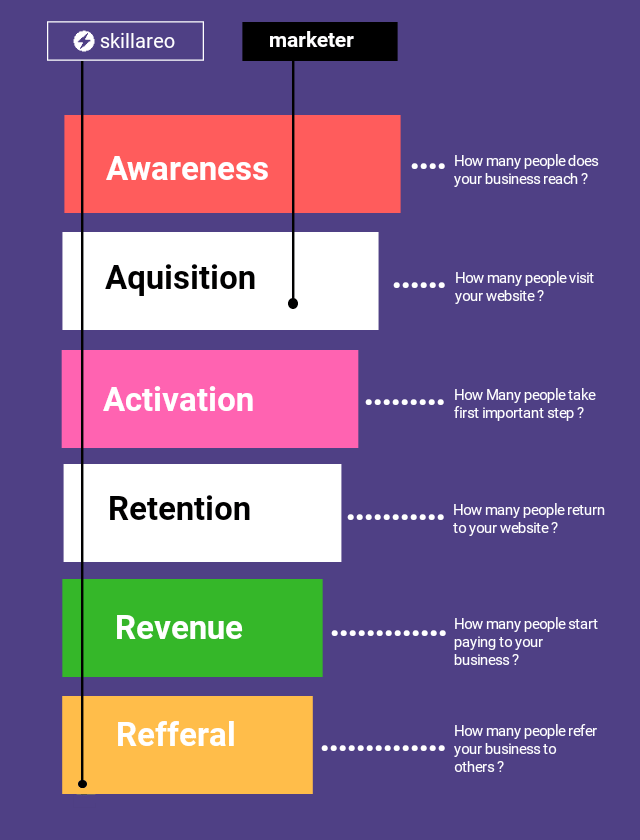 skillareo
marketer
Awareness
How many people does
your business reach ?
Aquisition
How many people visit
your website ?
Activation
How Many people take
first important step ?
Retention
How many people return
to your website ?
Revenue
How many people start
paying to your
business ?
Refferal
How many people refer
your business to
others ?